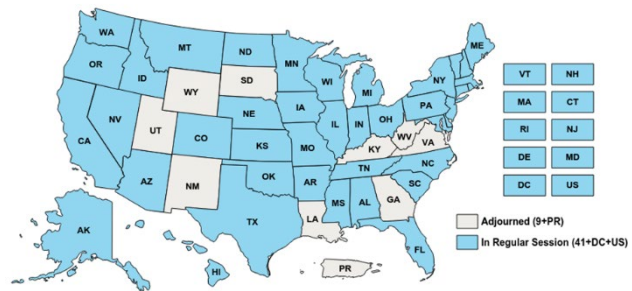 WA
MT
ND
MN
ME
OR
ID
SD
WI
MI
NY
WY
NE
IA
PA
NV
UT
CO
IL
IN
OH
WV
VA
CA
KS
MO
KY
NC
AZ
NM
OK
AR
TN
SC
TX
LA
MS
AL
GA
AK
HI
FL
PR
VT NH
MA CT
RI NJ
DE MD
DC US
Adjourned (9+PR)
In Regular Session (41+DC+US)